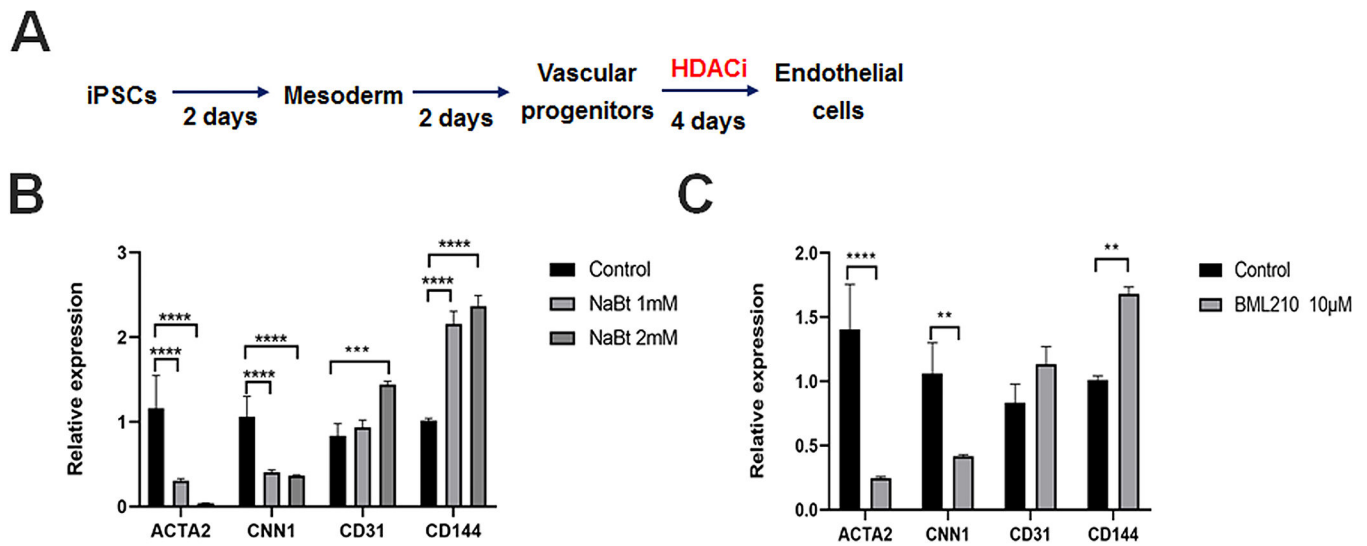 A
iPSCs
2 days
Mesoderm
2 days
Vascular
progenitors
HDACi
4 days
Endothelial
cells
B
Relative expression
3
2
1
0
****
****
****
****
***
****
****
ACTA2
CNN1
CD31
CD144
Control
NaBt 1mM
NaBt 2mM
C
Relative expression
2.0
1.5
1.0
0.5
0.0
****
**
**
ACTA2
CNN1
CD31
CD144
Control
BML210 10μM